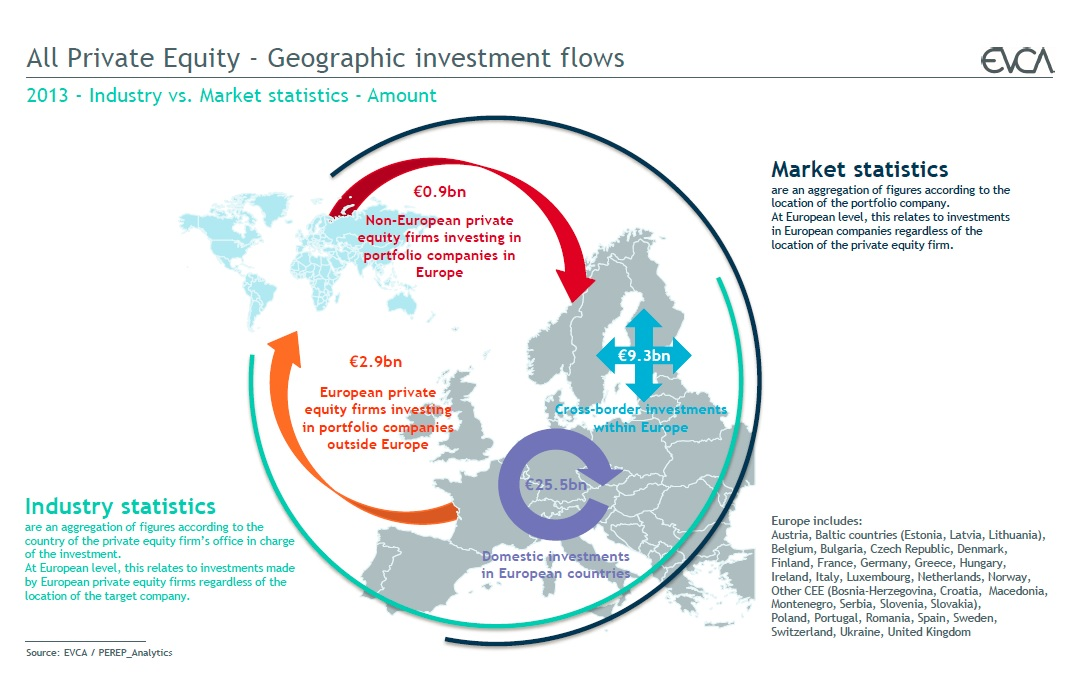 All Private Equity - Geographic investment flows
EVCA
2013 - Industry vs. Market statistics - Amount
Market statistics
are an aggregation of figures according to the
location of the portfolio company.
At European level, this relates to investments
in European companies regardless of the
location of the private equity firm.
€0.9bn
Non-European private
equity firms investing in
portfolio companies in
Europe
€9.3bn
Cross-border investments
within Europe
€2.9bn
European private
equity firms investing
in portfolio companies
outside Europe
€25.5bn
Domestic investments
in European countries
Industry statistics
are an aggregation of figures according to the
country of the private equity firm's office in charge
of the investment.
At European level, this relates to investments made
by European private equity firms regardless of the
location of the target company.
Europe includes:
Austria, Baltic countries (Estonia, Latvia, Lithuania),
Belgium, Bulgaria, Czech Republic, Denmark,
Finland, France, Germany, Greece, Hungary,
Ireland, Italy, Luxembourg, Netherlands, Norway,
Other CEE (Bosnia-Herzegovina, Croatia, Macedonia,
Montenegro, Serbia, Slovenia, Slovakia),
Poland, Portugal, Romania, Spain, Sweden,
Switzerland, Ukraine, United Kingdom
Source: EVCA / PEREP_Analytics